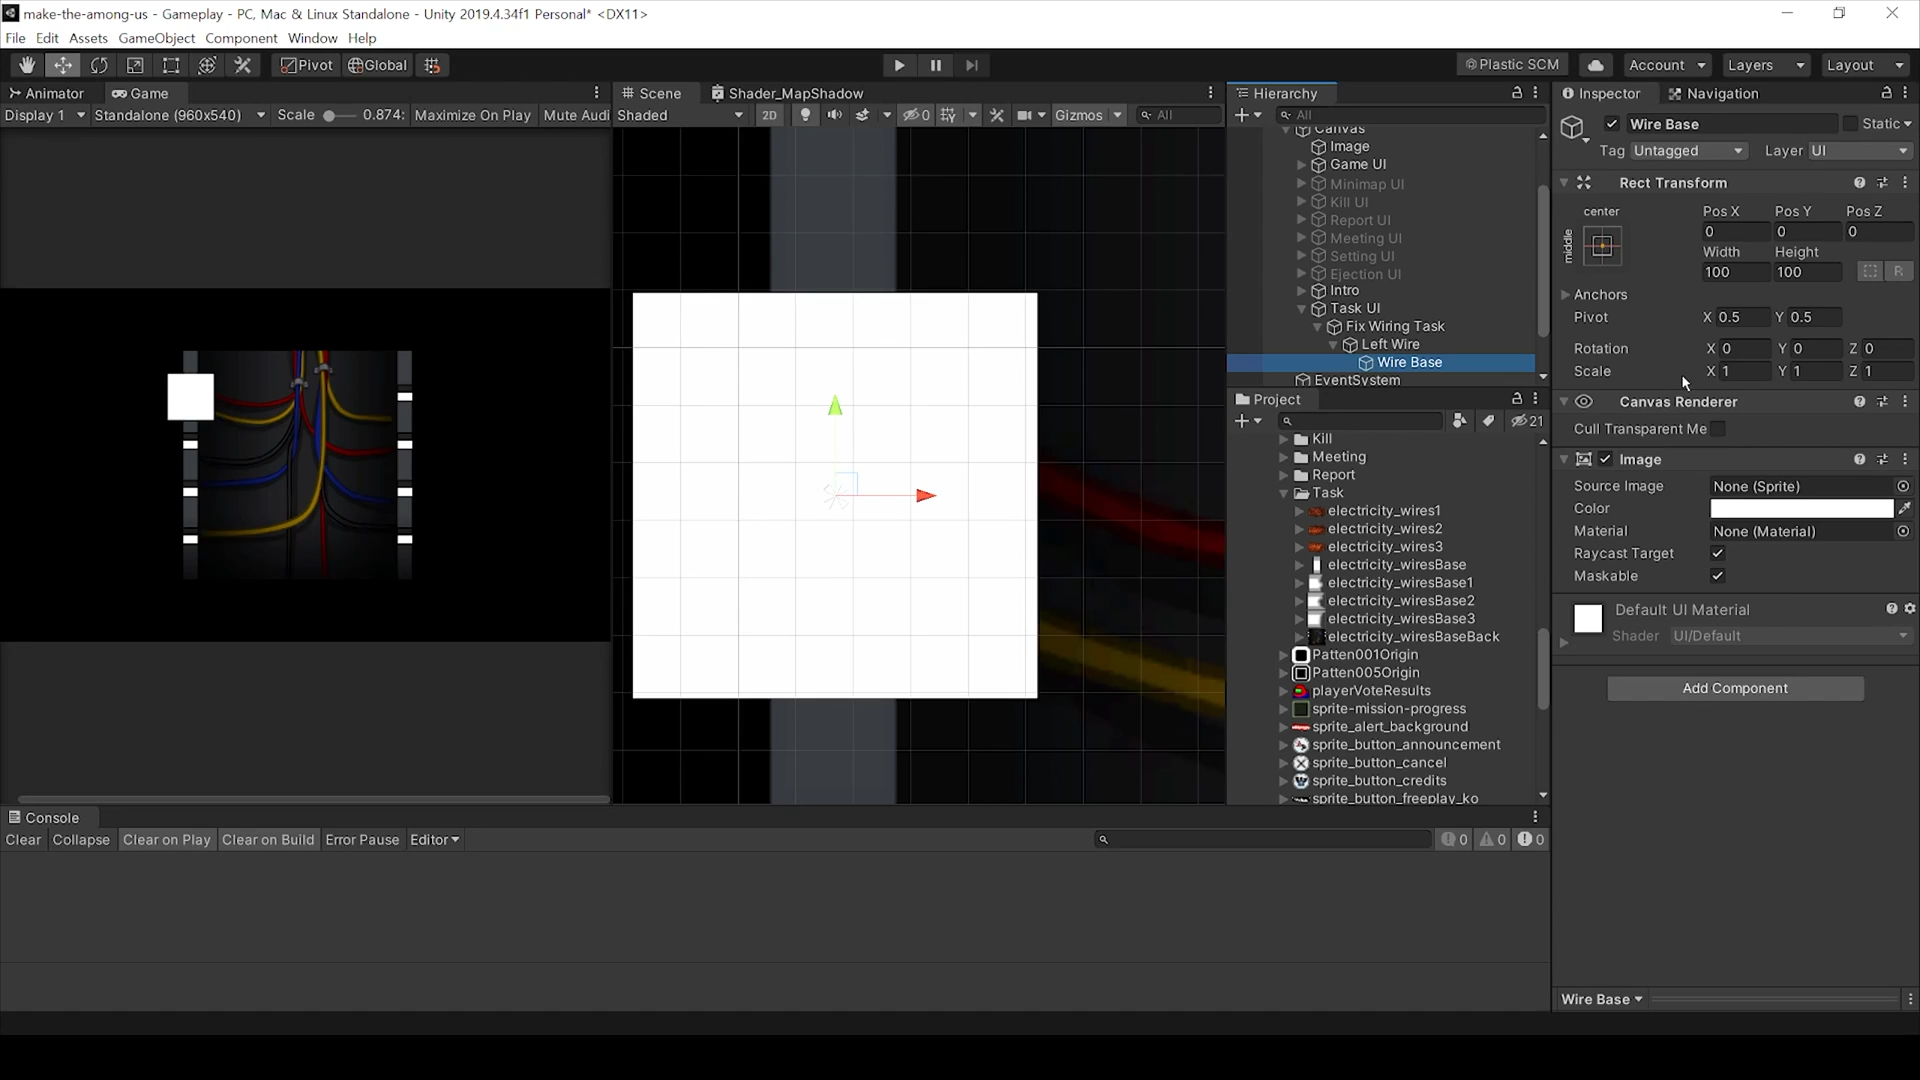 make-the-among-us - Gameplay - PC, Mac & Linux Standalone - Unity 2019.4.34f1 Personal* <DX11>
File Edit Assets GameObject Component Window Help
Pivot Global Plastic SCM Account Layers Layout
Animator Game
Display 1 Standalone (960x540) Scale 0.874: Maximize On Play Mute Audi
Scene Shader_MapShadow
Shaded 2D 0 Gizmos All
Hierarchy
All
Canvas
Image
Game UI
Minimap UI
Kill UI
Report UI
Meeting UI
Setting UI
Ejection UI
Intro
Task UI
Fix Wiring Task
Left Wire
Wire Base
EventSystem
Project
21
Kill
Meeting
Report
Task
electricity_wires1
electricity_wires2
electricity_wires3
electricity_wiresBase
electricity_wiresBase1
electricity_wiresBase2
electricity_wiresBase3
electricity_wiresBaseBack
Patten001Origin
Patten005Origin
playerVoteResults
sprite-mission-progress
sprite_alert_background
sprite_button_announcement
sprite_button_cancel
sprite_button_credits
sprite_button_freeplay_ko
Inspector Navigation
Wire Base Static
Tag Untagged Layer UI
Rect Transform
center Pos X Pos Y Pos Z
middle 0 0 0
Width Height
100 100 R
Anchors
Pivot X 0.5 Y 0.5
Rotation X 0 Y 0 Z 0
Scale X 1 Y 1 Z 1
Canvas Renderer
Cull Transparent Me
Image
Source Image None (Sprite)
Color
Material None (Material)
Raycast Target
Maskable
Default UI Material
Shader UI/Default
Add Component
Wire Base
Console
Clear Collapse Clear on Play Clear on Build Error Pause Editor 0 0 0